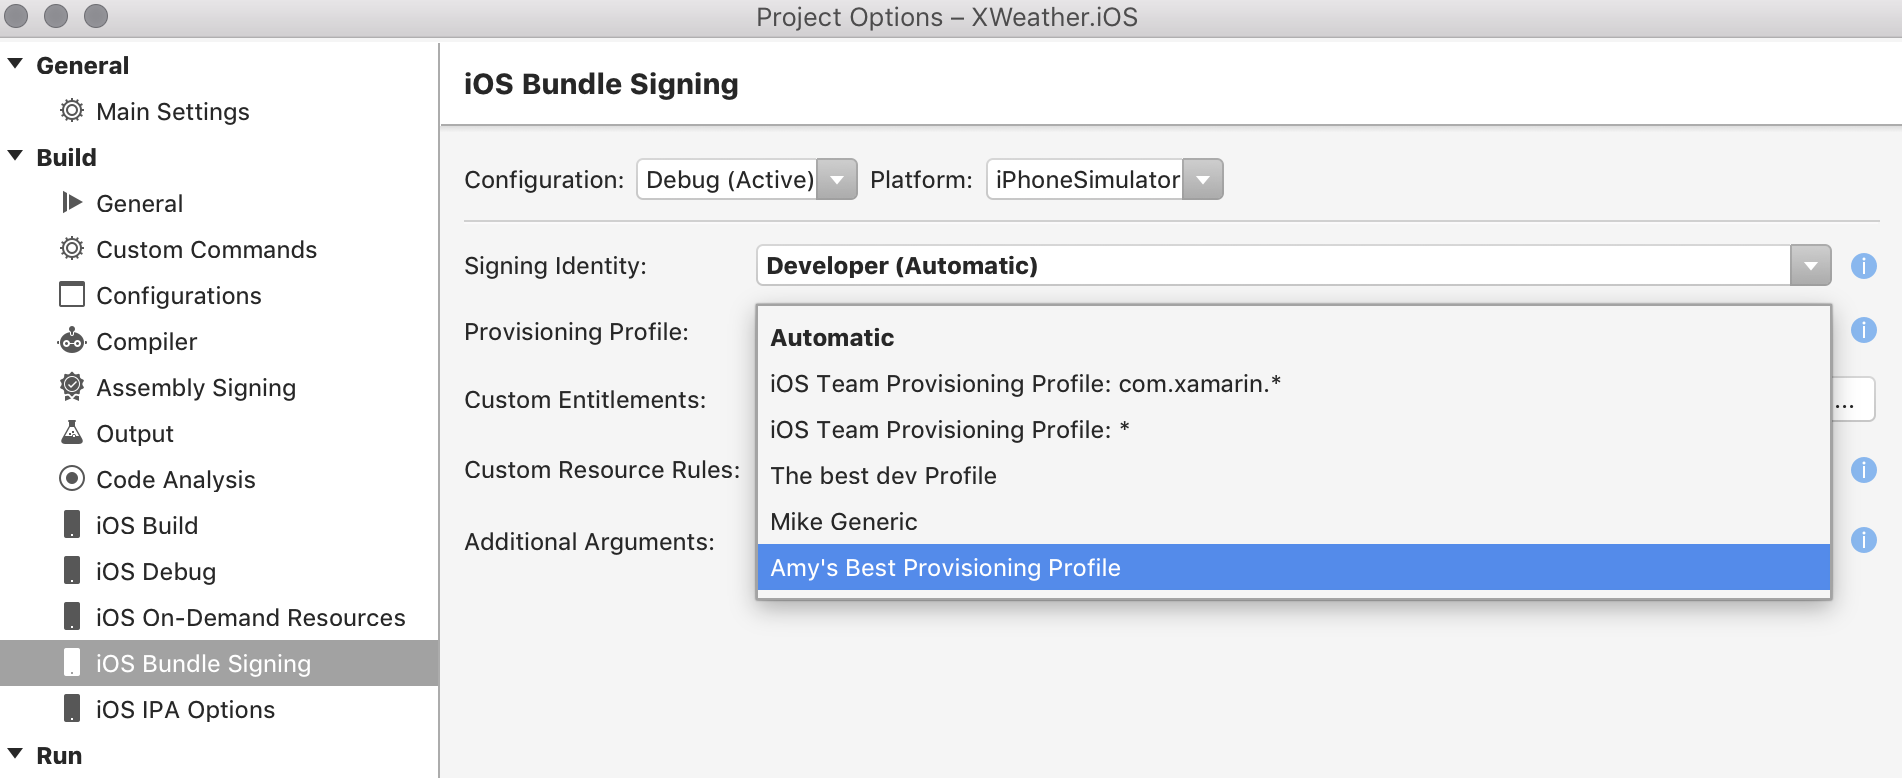 Project Options – XWeather.iOS
General
Main Settings
Build
General
Custom Commands
Configurations
Compiler
Assembly Signing
Output
Code Analysis
iOS Build
iOS Debug
iOS On-Demand Resources
iOS Bundle Signing
iOS IPA Options
Run
iOS Bundle Signing
Configuration: Debug (Active) Platform: iPhoneSimulator
Signing Identity: Developer (Automatic)
Provisioning Profile:
Automatic
iOS Team Provisioning Profile: com.xamarin.*
iOS Team Provisioning Profile: *
The best dev Profile
Mike Generic
Amy's Best Provisioning Profile
Custom Entitlements: ...
Custom Resource Rules:
Additional Arguments: